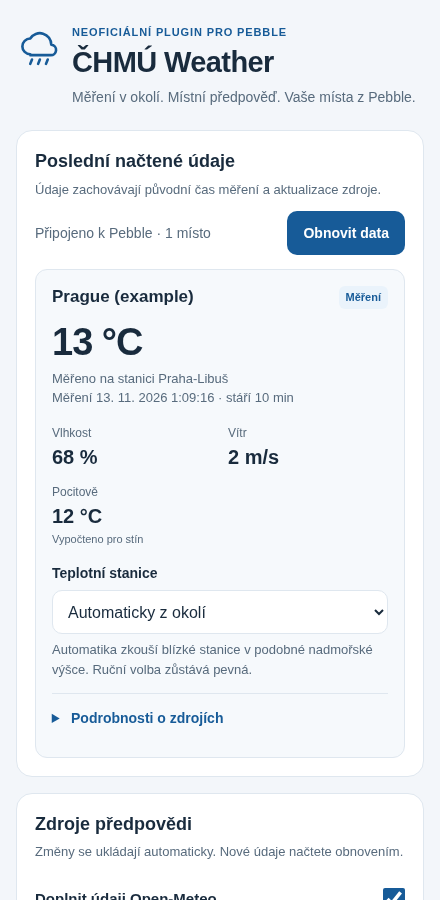 NEOFICIÁLNÍ PLUGIN PRO PEBBLE
ČHMÚ Weather
Měření v okolí. Místní předpověď. Vaše místa z Pebble.
Poslední načtené údaje
Údaje zachovávají původní čas měření a aktualizace zdroje.
Připojeno k Pebble · 1 místo
Obnovit data
Prague (example)
Měření
13 °C
Měřeno na stanici Praha-Libuš
Měření 13. 11. 2026 1:09:16 · stáří 10 min
Vlhkost
Vítr
68 %
2 m/s
Pocitově
12 °C
Vypočteno pro stín
Teplotní stanice
Automaticky z okolí
Automatika zkouší blízké stanice v podobné nadmořské
výšce. Ruční volba zůstává pevná.
Podrobnosti o zdrojích
Zdroje předpovědi
Změny se ukládají automaticky. Nové údaje načtete obnovením.
Doplnit údaji Open-Meteo